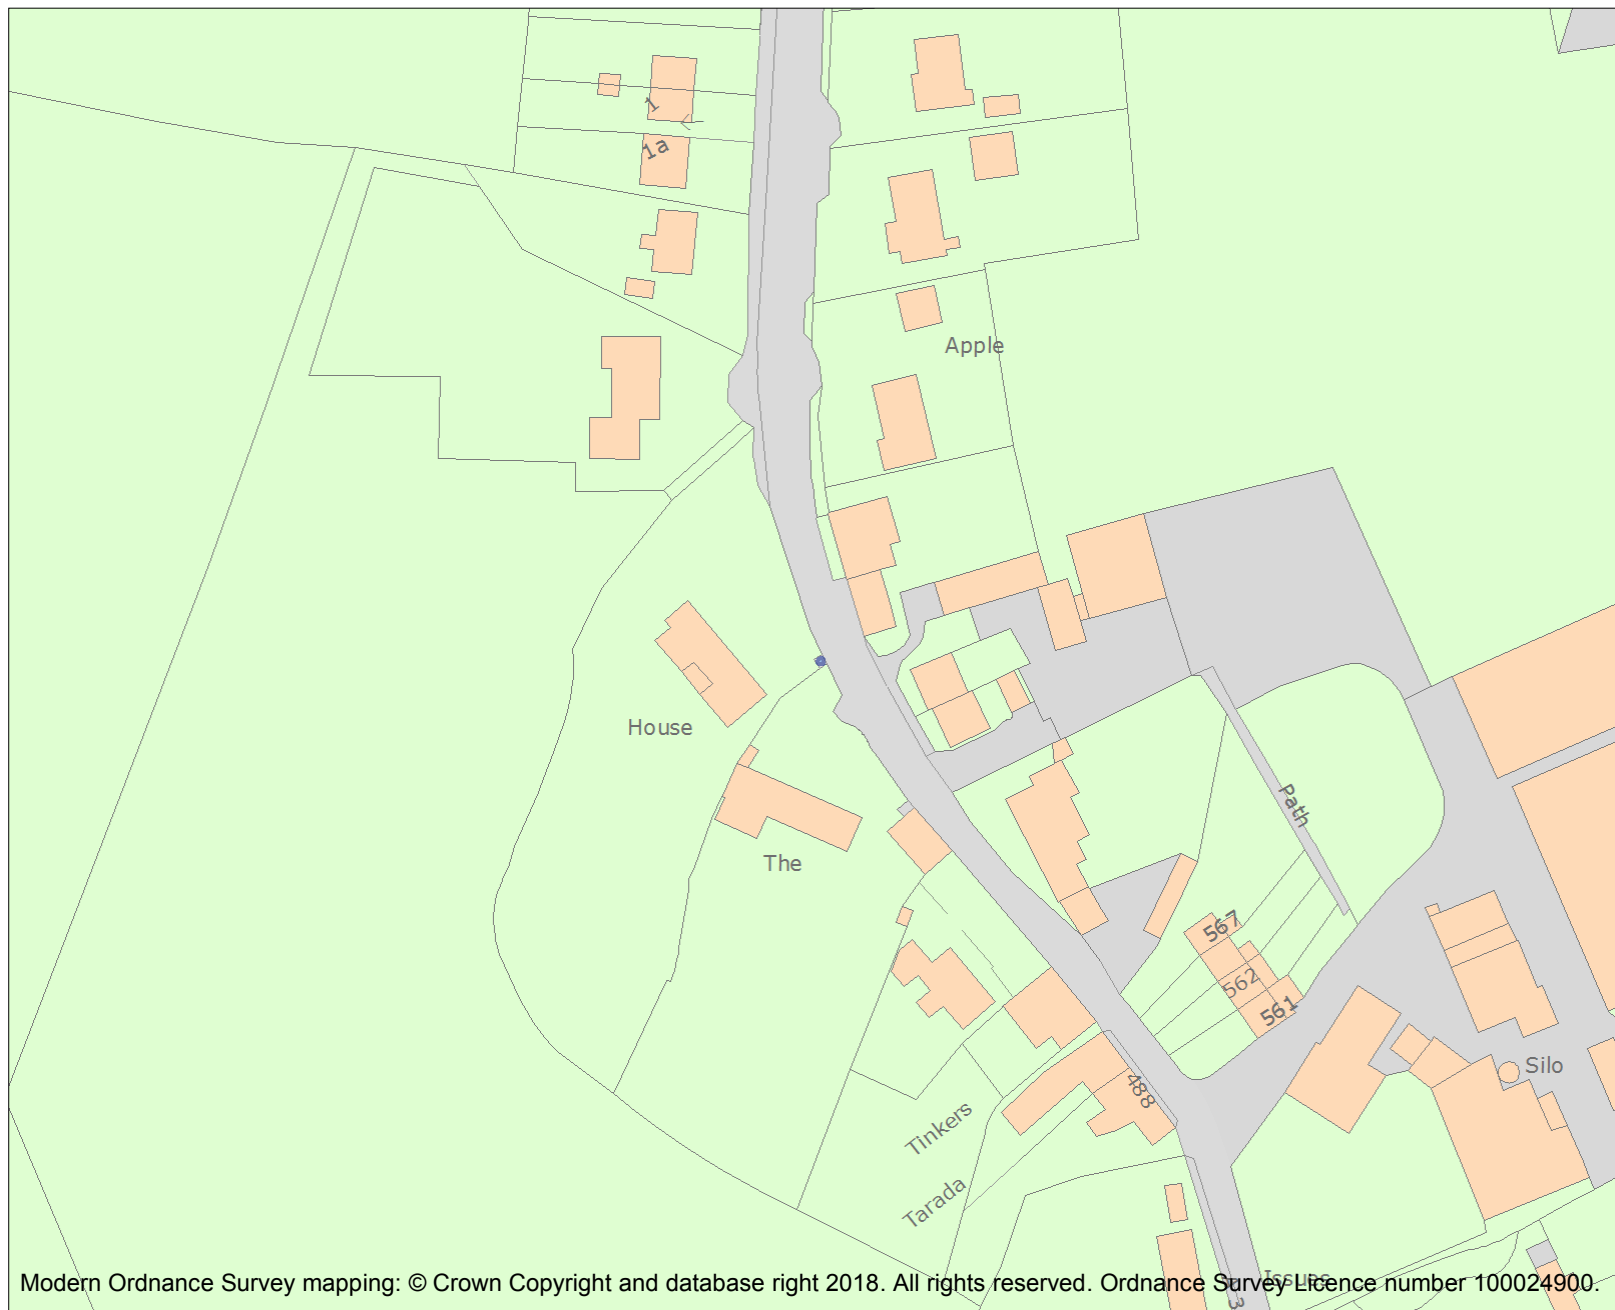 1
1a
Apple
House
Path
The
567
562
561
Silo
488
Tinkers
Tarada
Issues
Modern Ordnance Survey mapping: © Crown Copyright and database right 2018. All rights reserved. Ordnance Survey Licence number 100024900.